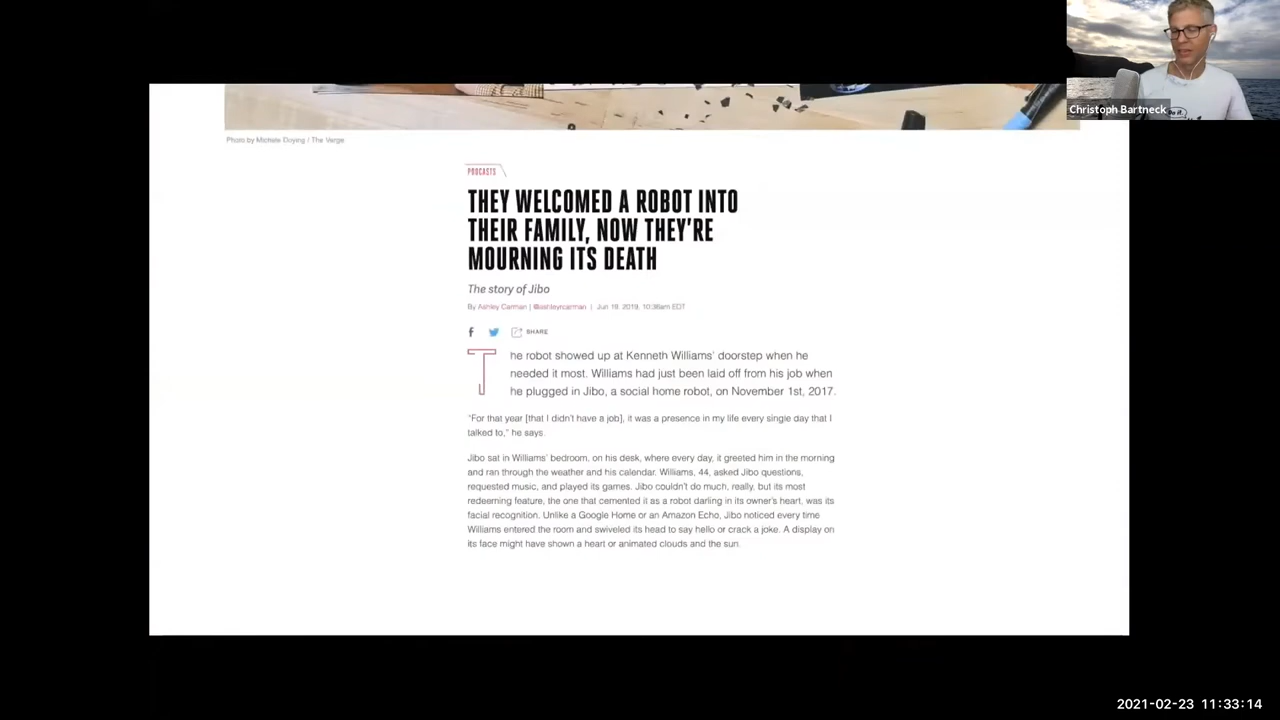 Christoph Bartneck
Photo by Michele Doying / The Verge
PODCASTS
THEY WELCOMED A ROBOT INTO
THEIR FAMILY, NOW THEY'RE
MOURNING ITS DEATH
The story of Jibo
By Ashley Carman | @ashleyrcarman | Jun 19, 2019, 10:36am EDT
SHARE
The robot showed up at Kenneth Williams' doorstep when he
needed it most. Williams had just been laid off from his job when
he plugged in Jibo, a social home robot, on November 1st, 2017.
"For that year [that I didn't have a job], it was a presence in my life every single day that I
talked to," he says.
Jibo sat in Williams' bedroom, on his desk, where every day, it greeted him in the morning
and ran through the weather and his calendar. Williams, 44, asked Jibo questions,
requested music, and played its games. Jibo couldn't do much, really, but its most
redeeming feature, the one that cemented it as a robot darling in its owner's heart, was its
facial recognition. Unlike a Google Home or an Amazon Echo, Jibo noticed every time
Williams entered the room and swiveled its head to say hello or crack a joke. A display on
its face might have shown a heart or animated clouds and the sun.
2021-02-23 11:33:14